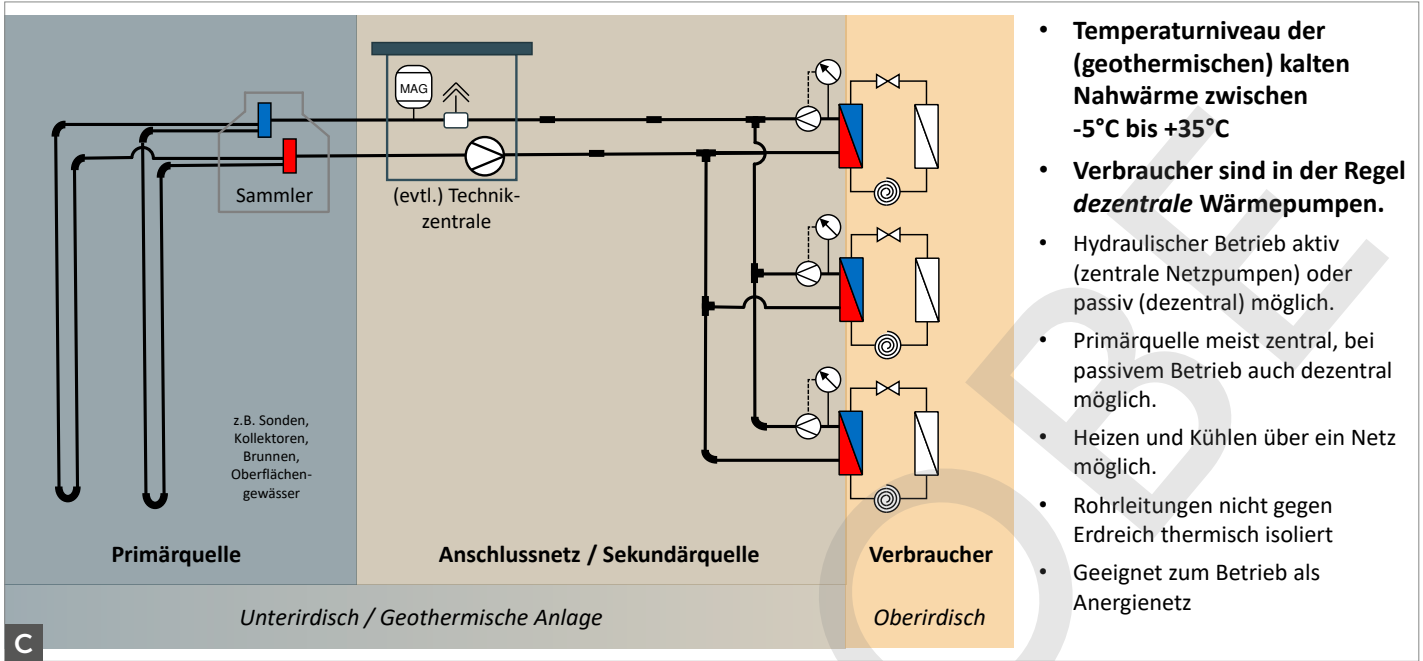 MAG
Sammler
(evtl.) Technik-
zentrale
z.B. Sonden,
Kollektoren,
Brunnen,
Oberflächen-
gewässer
Primärquelle
Anschlussnetz / Sekundärquelle
Verbraucher
Unterirdisch / Geothermische Anlage
Oberirdisch
C
• Temperaturniveau der
(geothermischen) kalten
Nahwärme zwischen
-5°C bis +35°C
• Verbraucher sind in der Regel
dezentrale Wärmepumpen.
• Hydraulischer Betrieb aktiv
(zentrale Netzpumpen) oder
passiv (dezentral) möglich.
• Primärquelle meist zentral, bei
passivem Betrieb auch dezentral
möglich.
• Heizen und Kühlen über ein Netz
möglich.
• Rohrleitungen nicht gegen
Erdreich thermisch isoliert
• Geeignet zum Betrieb als
Anergienetz
OBE